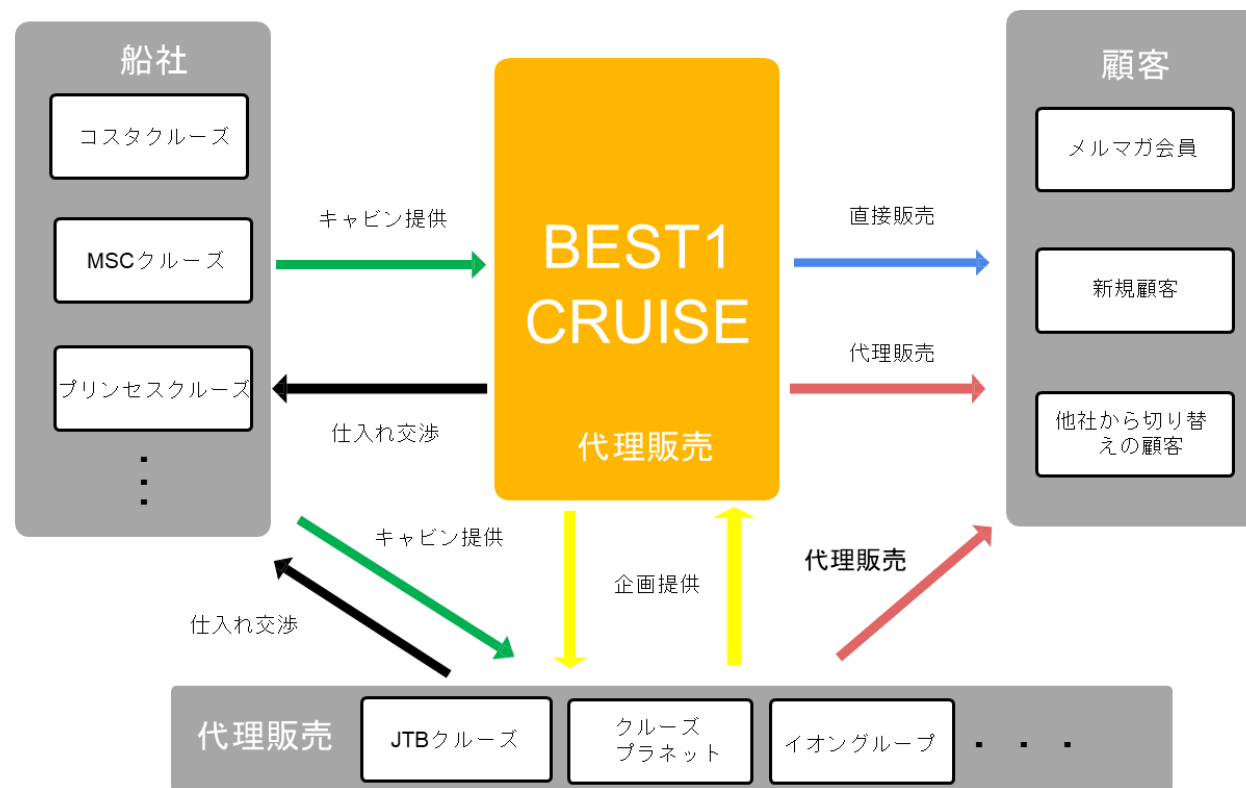 船社
コスタクルーズ
MSCクルーズ
プリンセスクルーズ
・
・
・
キャビン提供
仕入れ交渉
BEST1
CRUISE
代理販売
直接販売
代理販売
顧客
メルマガ会員
新規顧客
他社から切り替
えの顧客
キャビン提供
仕入れ交渉
企画提供
代理販売
代理販売
JTBクルーズ
クルーズ
プラネット
イオングループ
・・・